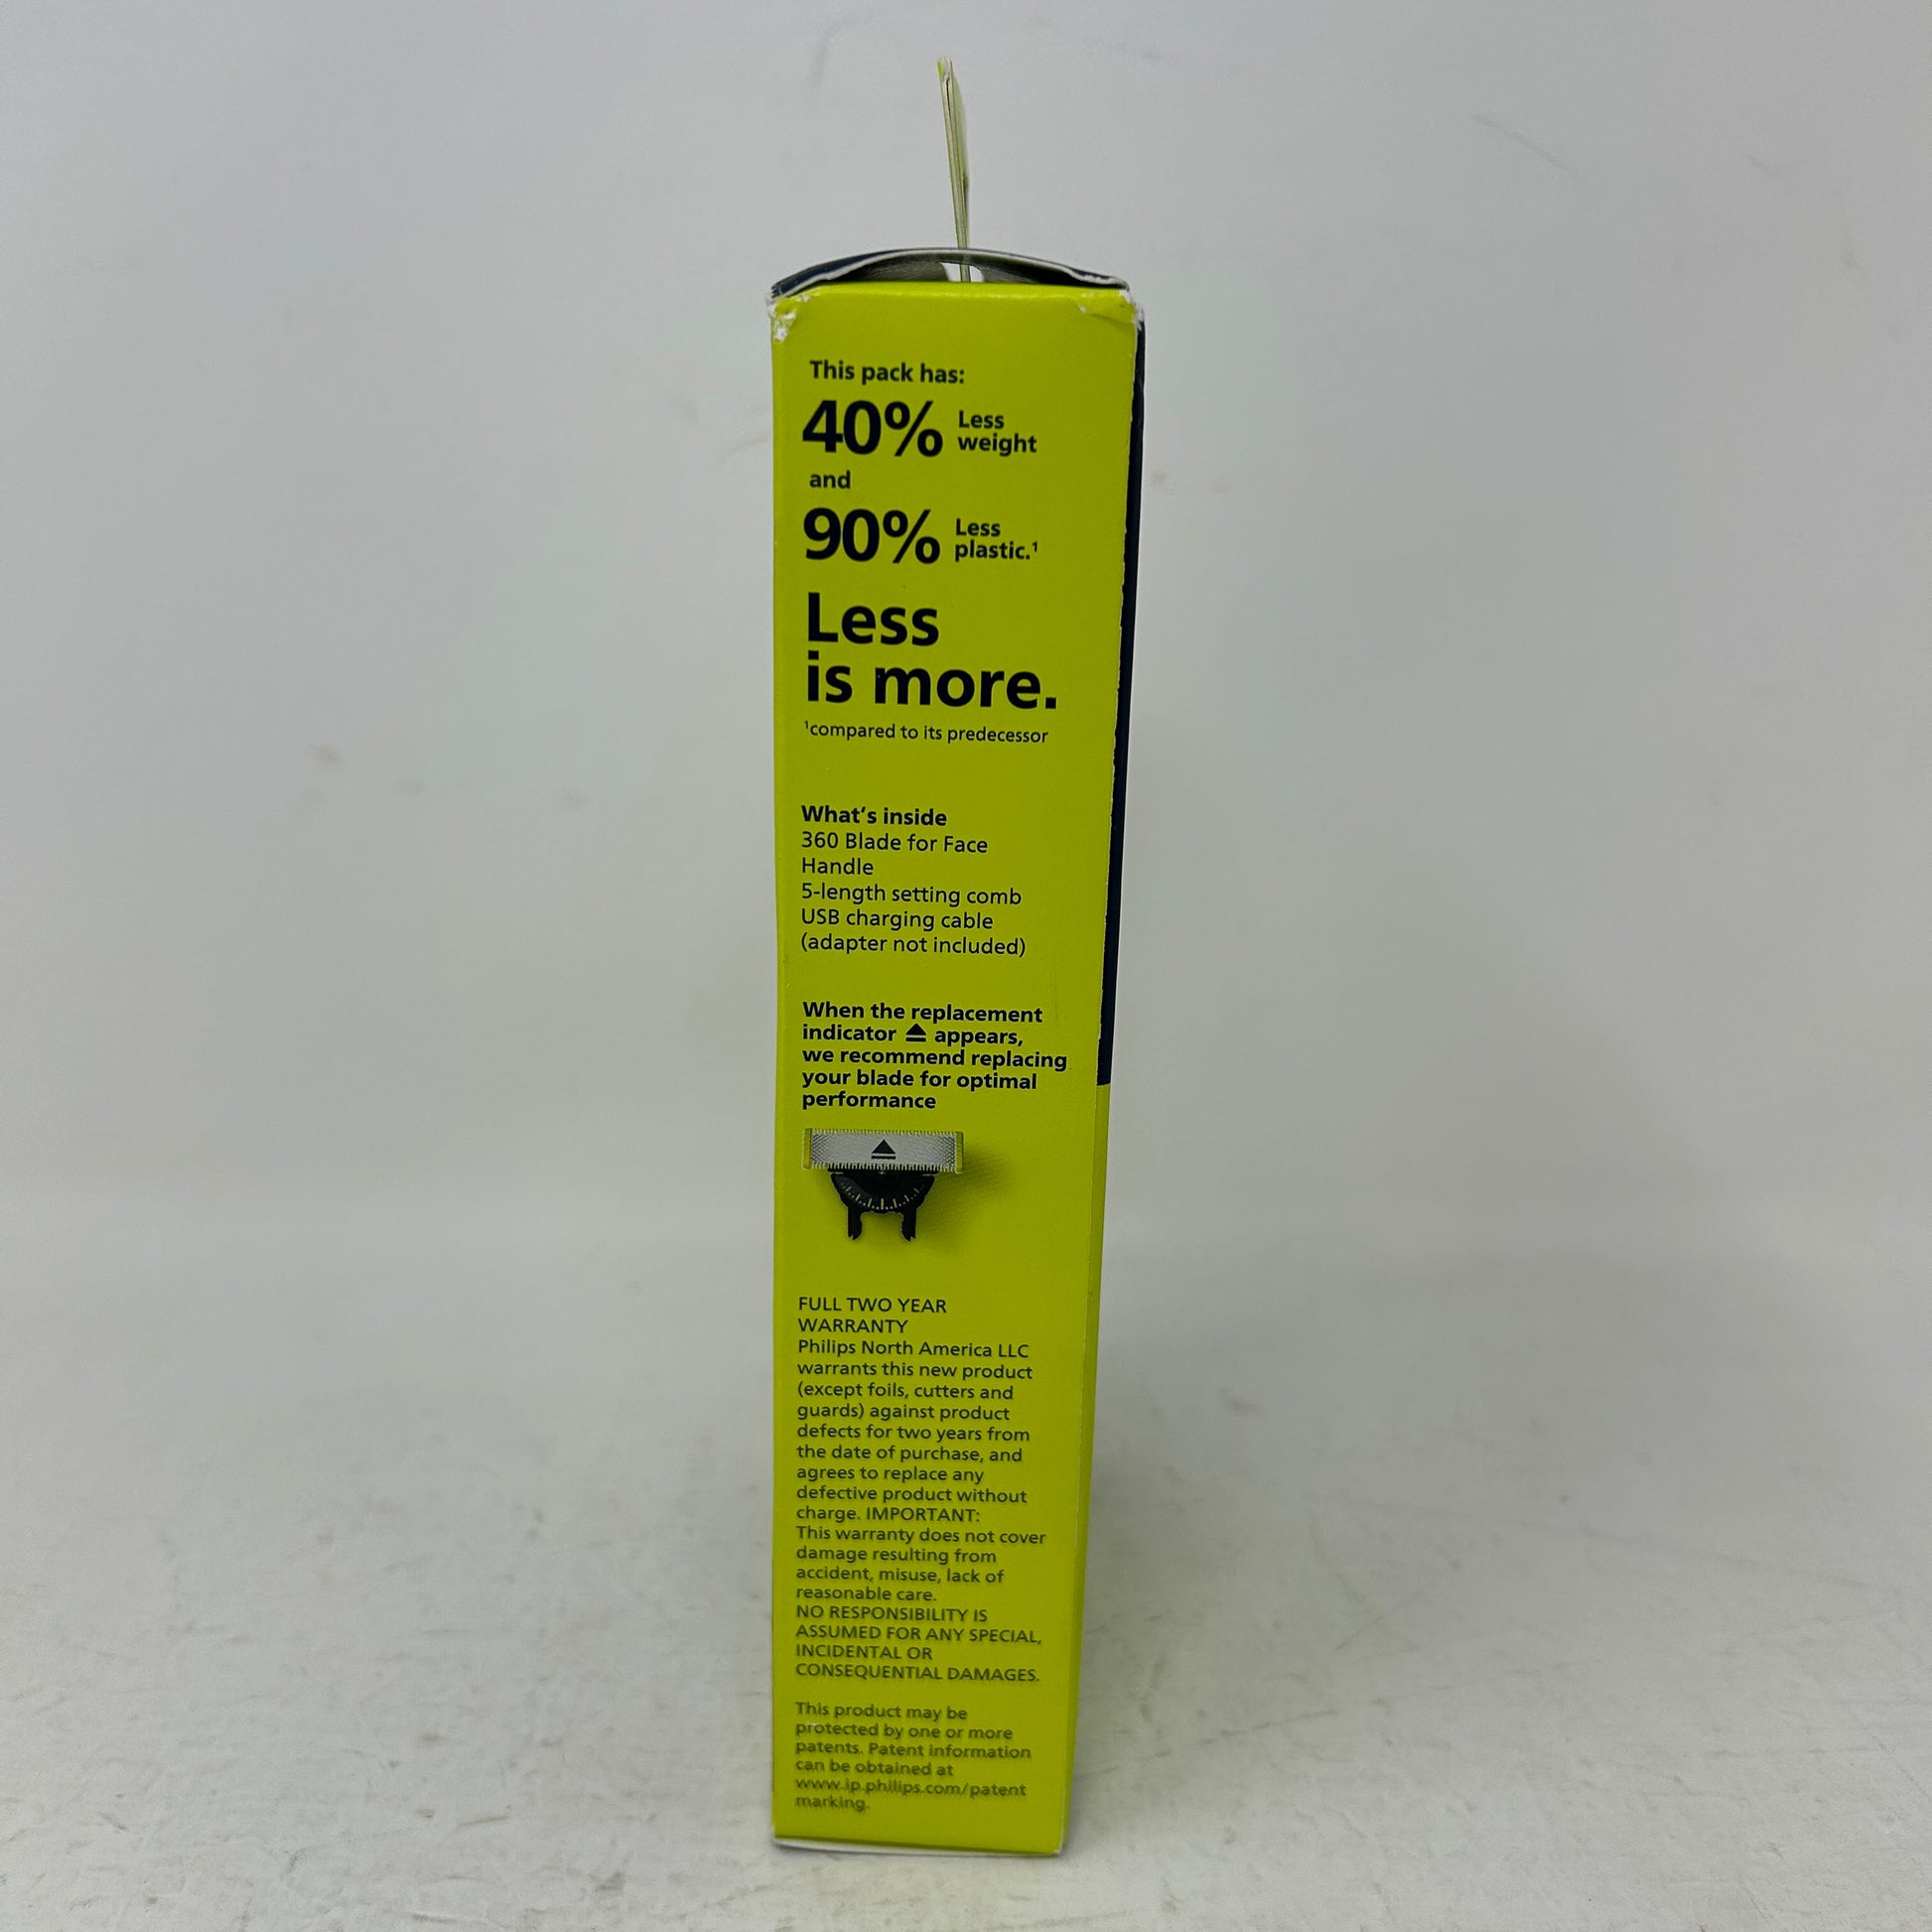 This pack has:
40% Less weight
and
90% Less plastic.¹
Less
is more.
¹compared to its predecessor
What's inside
360 Blade for Face
Handle
5-length setting comb
USB charging cable
(adapter not included)
When the replacement
indicator ⏏ appears,
we recommend replacing
your blade for optimal
performance
FULL TWO YEAR
WARRANTY
Philips North America LLC
warrants this new product
(except foils, cutters and
guards) against product
defects for two years from
the date of purchase, and
agrees to replace any
defective product without
charge. IMPORTANT:
This warranty does not cover
damage resulting from
accident, misuse, lack of
reasonable care.
NO RESPONSIBILITY IS
ASSUMED FOR ANY SPECIAL,
INCIDENTAL OR
CONSEQUENTIAL DAMAGES.
This product may be
protected by one or more
patents. Patent information
can be obtained at
www.ip.philips.com/patent
marking.